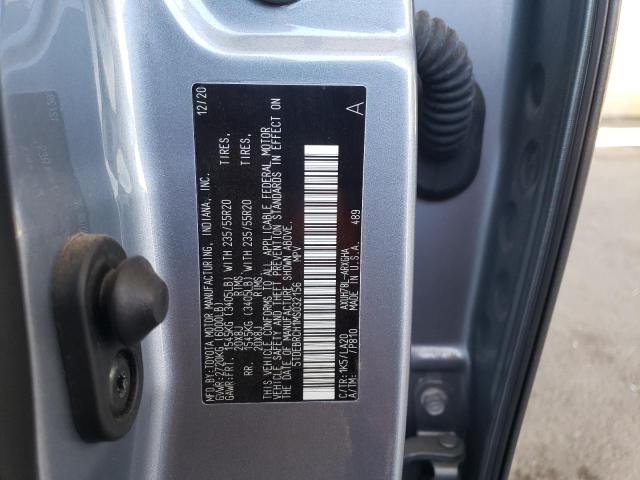 MFD.BY:TOYOTA MOTOR MANUFACTURING, INDIANA, INC. 12/20
GVWR:2720KG (6000LB)
GAWR:FRT. 1545KG (3405LB) WITH 235/55R20 TIRES,
20X8J RIMS
RR. 1545KG (3405LB) WITH 235/55R20 TIRES,
20X8J RIMS
THIS VEHICLE CONFORMS TO ALL APPLICABLE FEDERAL MOTOR
VEHICLE SAFETY AND THEFT PREVENTION STANDARDS IN EFFECT ON
THE DATE OF MANUFACTURE SHOWN ABOVE.
5TDEBRCH1MS032156 MPV
A
C/TR:1K5/LA20 AXUH78L-ARXGHA 489
A/TM: /P810 MADE IN U.S.A.